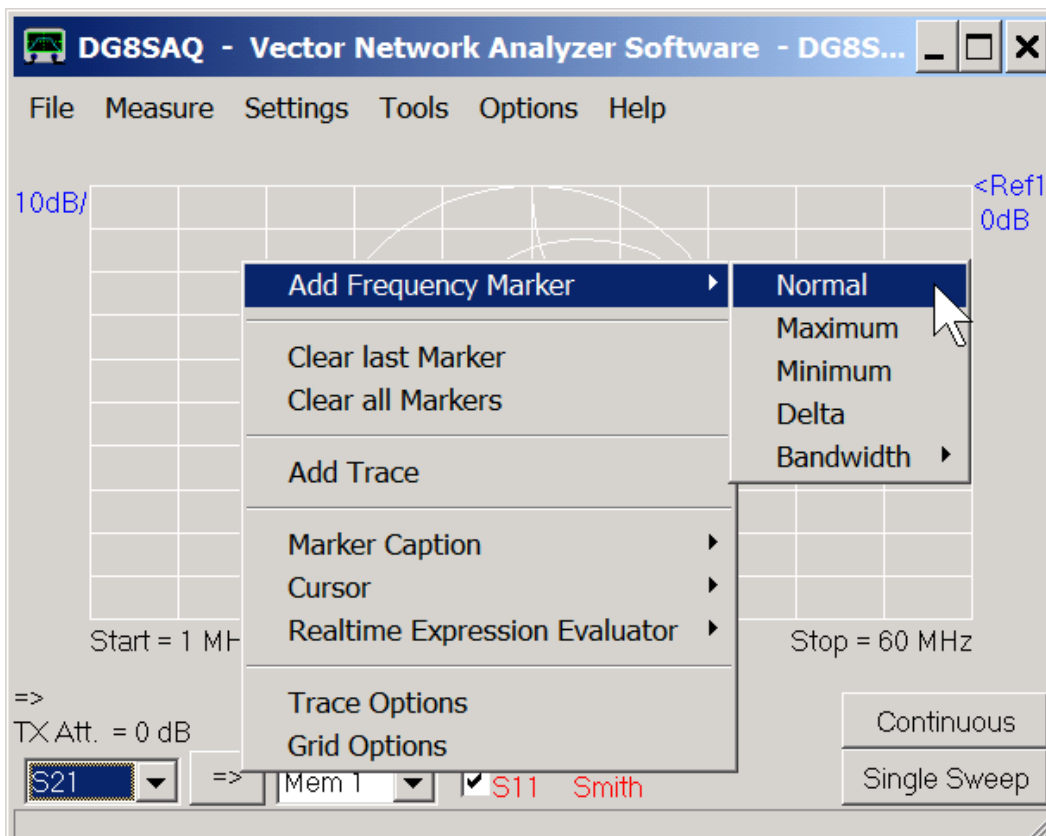 DG8SAQ - Vector Network Analyzer Software - DG8S...
File Measure Settings Tools Options Help
10dB/
<Ref1
0dB
Add Frequency Marker
Clear last Marker
Clear all Markers
Add Trace
Marker Caption
Cursor
Realtime Expression Evaluator
Trace Options
Grid Options
Normal
Maximum
Minimum
Delta
Bandwidth
Start = 1 MH
Stop = 60 MHz
=>
TX Att. = 0 dB
Continuous
S21 => Mem 1 S11 Smith
Single Sweep